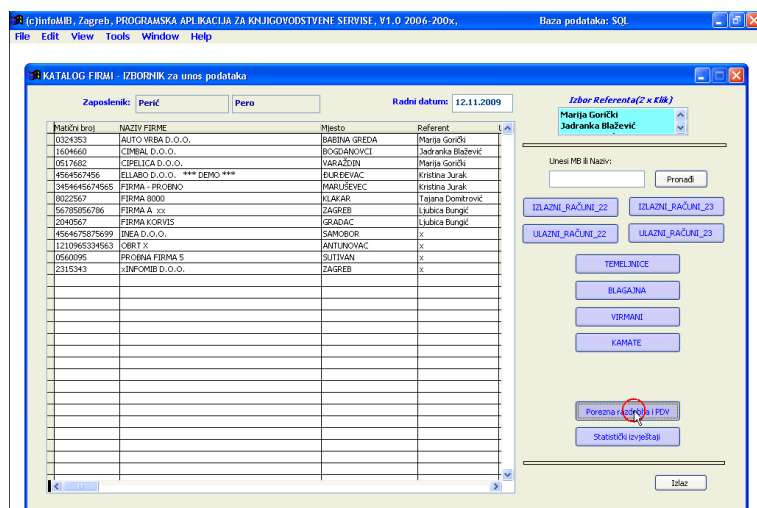 (c)infoMIB, Zagreb, PROGRAMSKA APLIKACIJA ZA KNJIGOVODSTVENE SERVISE, V1.0 2006-200x, Baza podataka: SQL
File Edit View Tools Window Help
KATALOG FIRMI - IZBORNIK za unos podataka
Zaposlenik: Perić Pero Radni datum: 12.11.2009
Izbor Referenta(2 x Klik)
Marija Gorički
Jadranka Blažević
Matični broj NAZIV FIRME Mjesto Referent
0324353 AUTO VRBA D.O.O. BABINA GREDA Marija Gorički
1604660 CIMBAL D.O.O. BOGDANOVCI Jadranka Blažević
0517682 CIPELICA D.O.O. VARAŽDIN Marija Gorički
4564567456 ELLABO D.O.O. *** DEMO *** ĐURĐEVAC Kristina Jurak
3454645674565 FIRMA - PROBNO MARUŠEVEC Kristina Jurak
8022567 FIRMA 8000 KLAKAR Tajana Domitrović
56785856786 FIRMA A xx ZAGREB Ljubica Bungić
2040567 FIRMA KORVIS GRADAC Ljubica Bungić
4564675875699 INEA D.O.O. SAMOBOR x
1210965334563 OBRT X ANTUNOVAC x
0560095 PROBNA FIRMA 5 SUTIVAN x
2315343 xINFOMIB D.O.O. ZAGREB x
Unesi MB ili Naziv:
Pronađi
IZLAZNI_RAČUNI_22 IZLAZNI_RAČUNI_23
ULAZNI_RAČUNI_22 ULAZNI_RAČUNI_23
TEMELJNICE
BLAGAJNA
VIRMANI
KAMATE
Porezna razdoblja i PDV
Statistički izvještaji
Izlaz